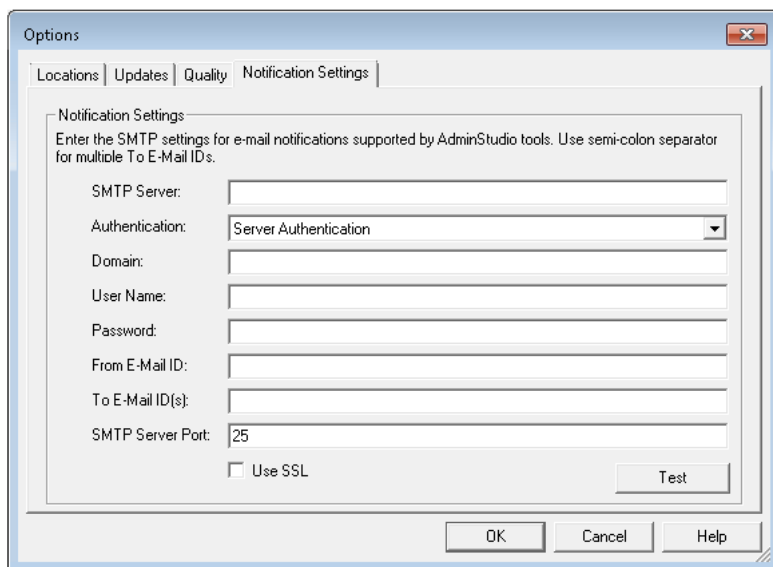 Options
Locations Updates Quality Notification Settings
Notification Settings
Enter the SMTP settings for e-mail notifications supported by AdminStudio tools. Use semi-colon separator
for multiple To E-Mail IDs.
SMTP Server:
Authentication: Server Authentication
Domain:
User Name:
Password:
From E-Mail ID:
To E-Mail ID(s):
SMTP Server Port: 25
Use SSL
Test
OK Cancel Help